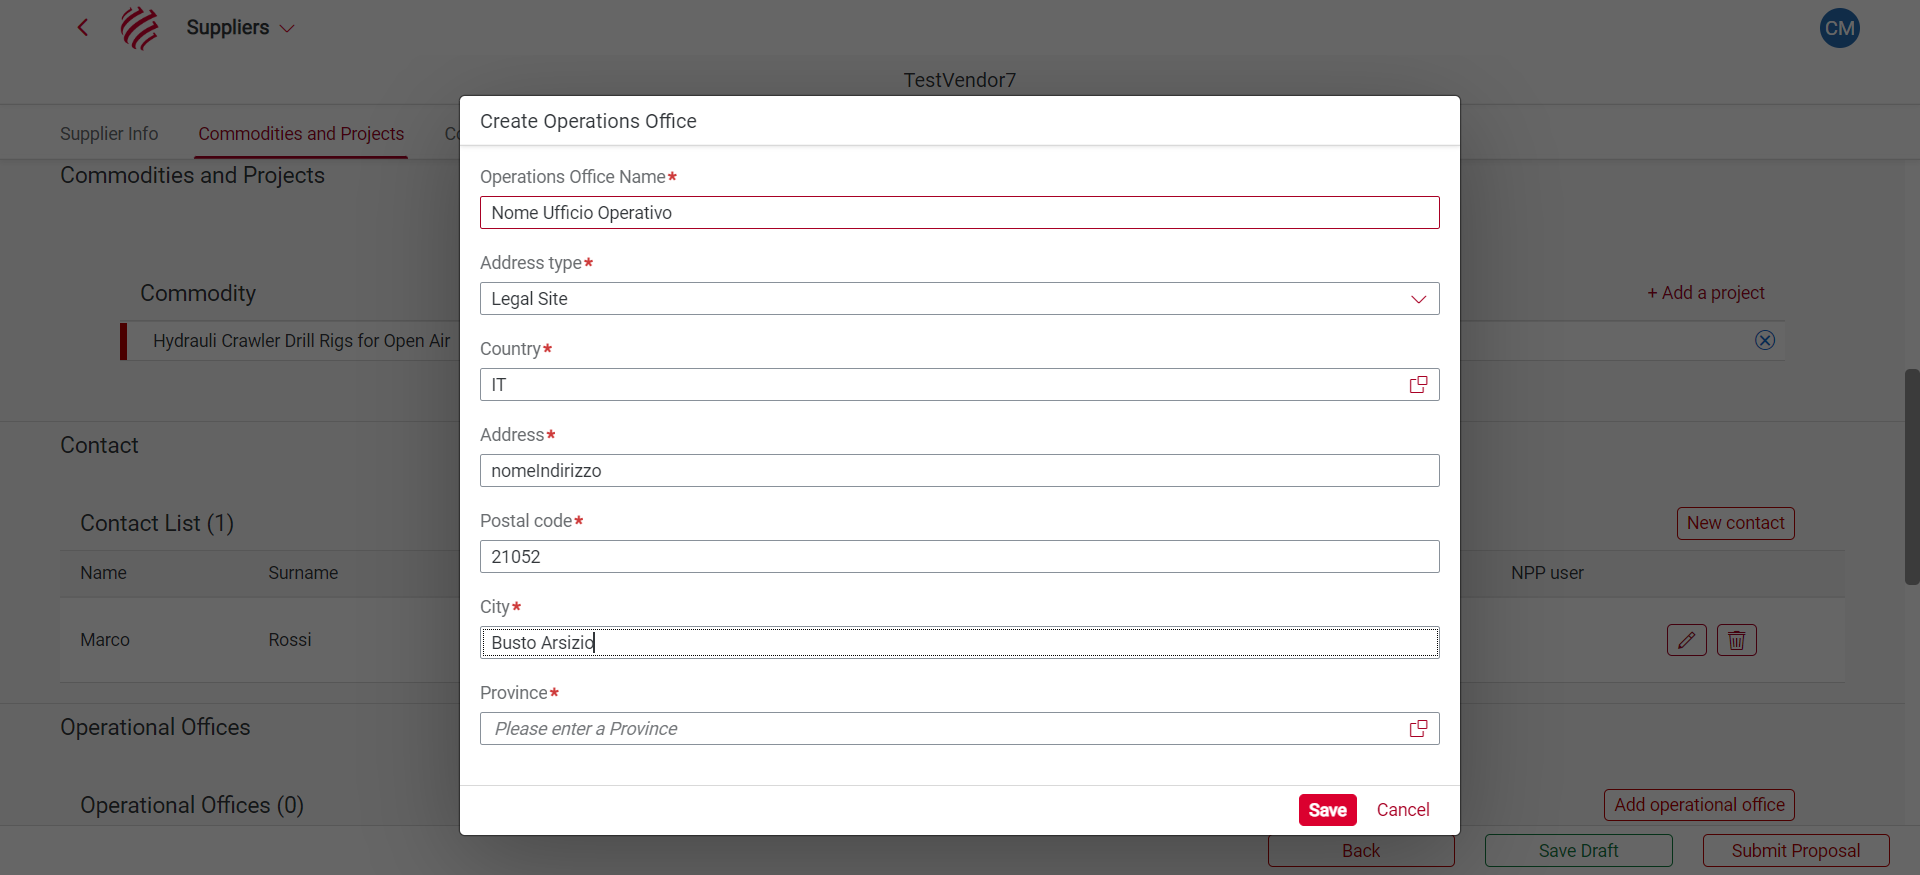 Suppliers
CM
TestVendor7
Supplier Info
Commodities and Projects
Commodities and Projects
Commodity
+ Add a project
Hydrauli Crawler Drill Rigs for Open Air
Contact
Contact List (1)
New contact
Name
Surname
NPP user
Marco
Rossi
Operational Offices
Operational Offices (0)
Add operational office
Back
Save Draft
Submit Proposal
Create Operations Office
Operations Office Name*
Nome Ufficio Operativo
Address type*
Legal Site
Country*
IT
Address*
nomeIndirizzo
Postal code*
21052
City*
Busto Arsizio
Province*
Please enter a Province
Save
Cancel